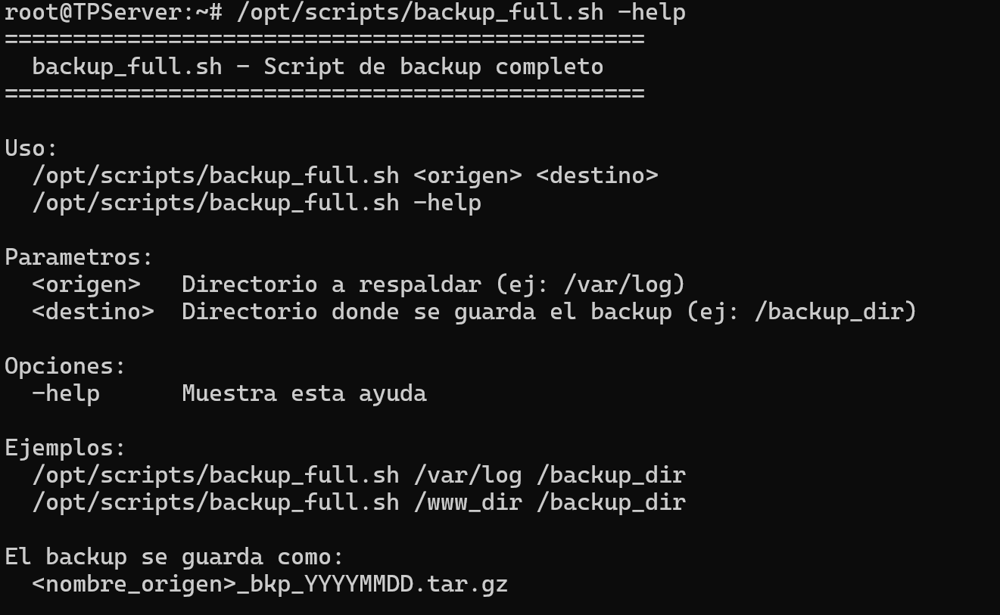 root@TPServer:~# /opt/scripts/backup_full.sh -help
===============================================
  backup_full.sh - Script de backup completo
===============================================

Uso:
  /opt/scripts/backup_full.sh <origen> <destino>
  /opt/scripts/backup_full.sh -help

Parametros:
  <origen>   Directorio a respaldar (ej: /var/log)
  <destino>  Directorio donde se guarda el backup (ej: /backup_dir)

Opciones:
  -help      Muestra esta ayuda

Ejemplos:
  /opt/scripts/backup_full.sh /var/log /backup_dir
  /opt/scripts/backup_full.sh /www_dir /backup_dir

El backup se guarda como:
  <nombre_origen>_bkp_YYYYMMDD.tar.gz